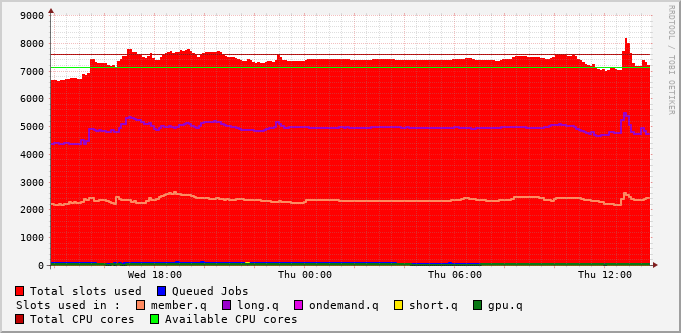 9000
8000
7000
6000
5000
4000
3000
2000
1000
0
Wed 18:00 Thu 00:00 Thu 06:00 Thu 12:00
Total slots used Queued Jobs
Slots used in : member.q long.q ondemand.q short.q gpu.q
Total CPU cores Available CPU cores
RRDTOOL / TOBI OETIKER